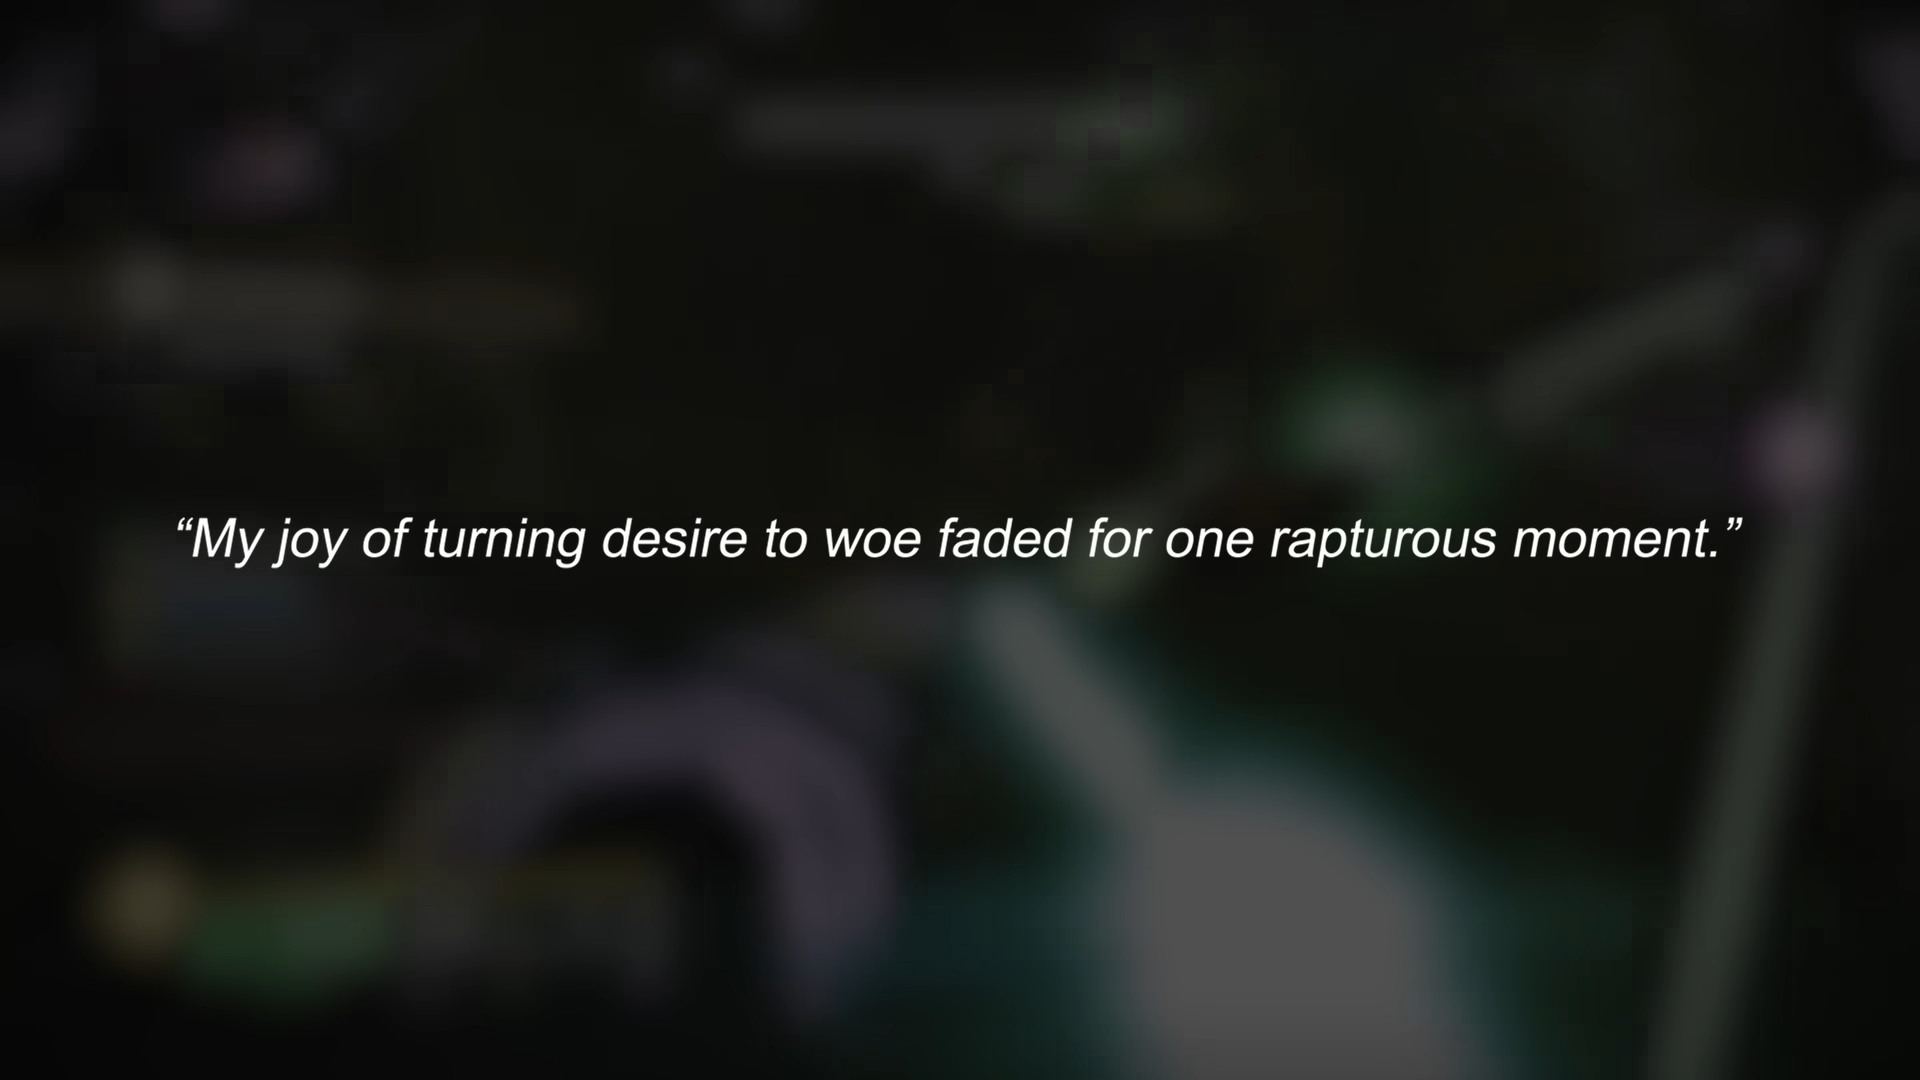 “My joy of turning desire to woe faded for one rapturous moment.”